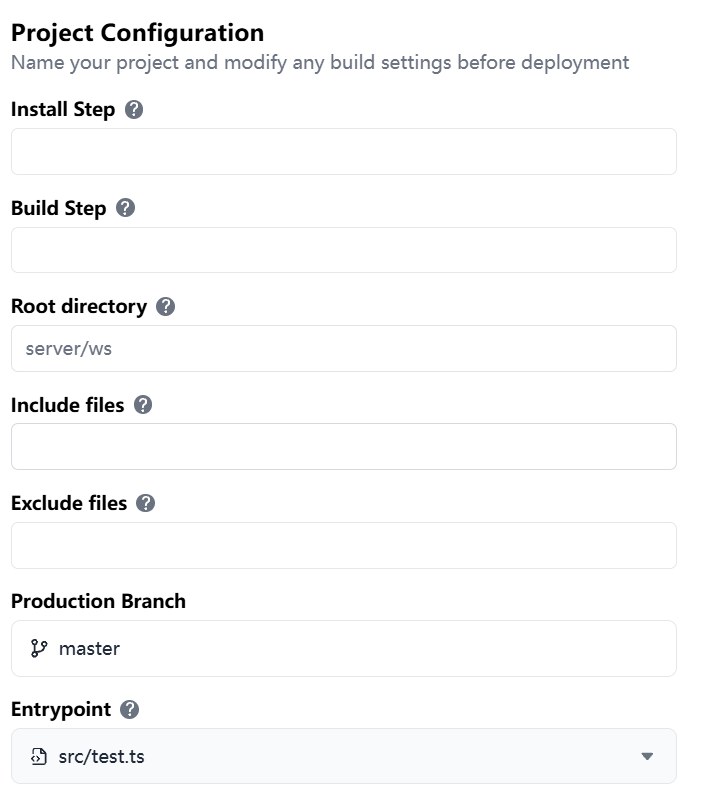 Project Configuration
Name your project and modify any build settings before deployment
Install Step
Build Step
Root directory
server/ws
Include files
Exclude files
Production Branch
master
Entrypoint
src/test.ts